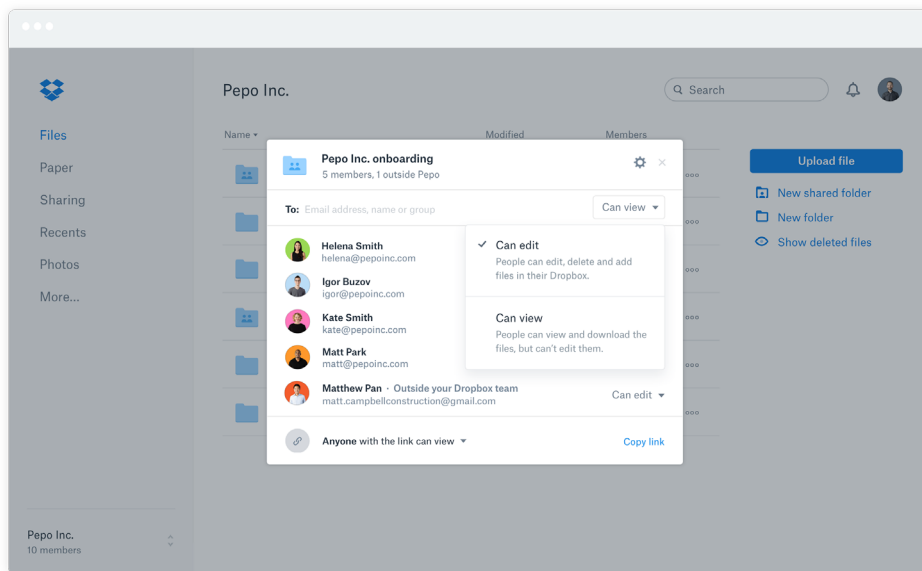 Pepo Inc.
Search
Files
Paper
Sharing
Recents
Photos
More...
Pepo Inc.
10 members
Name
Modified
Members
Upload file
New shared folder
New folder
Show deleted files
Pepo Inc. onboarding
5 members, 1 outside Pepo
To: Email address, name or group
Can view
Can edit
People can edit, delete and add
files in their Dropbox.
Can view
People can view and download the
files, but can't edit them.
Helena Smith
helena@pepoinc.com
Igor Buzov
igor@pepoinc.com
Kate Smith
kate@pepoinc.com
Matt Park
matt@pepoinc.com
Matthew Pan · Outside your Dropbox team
matt.campbellconstruction@gmail.com
Can edit
Anyone with the link can view
Copy link